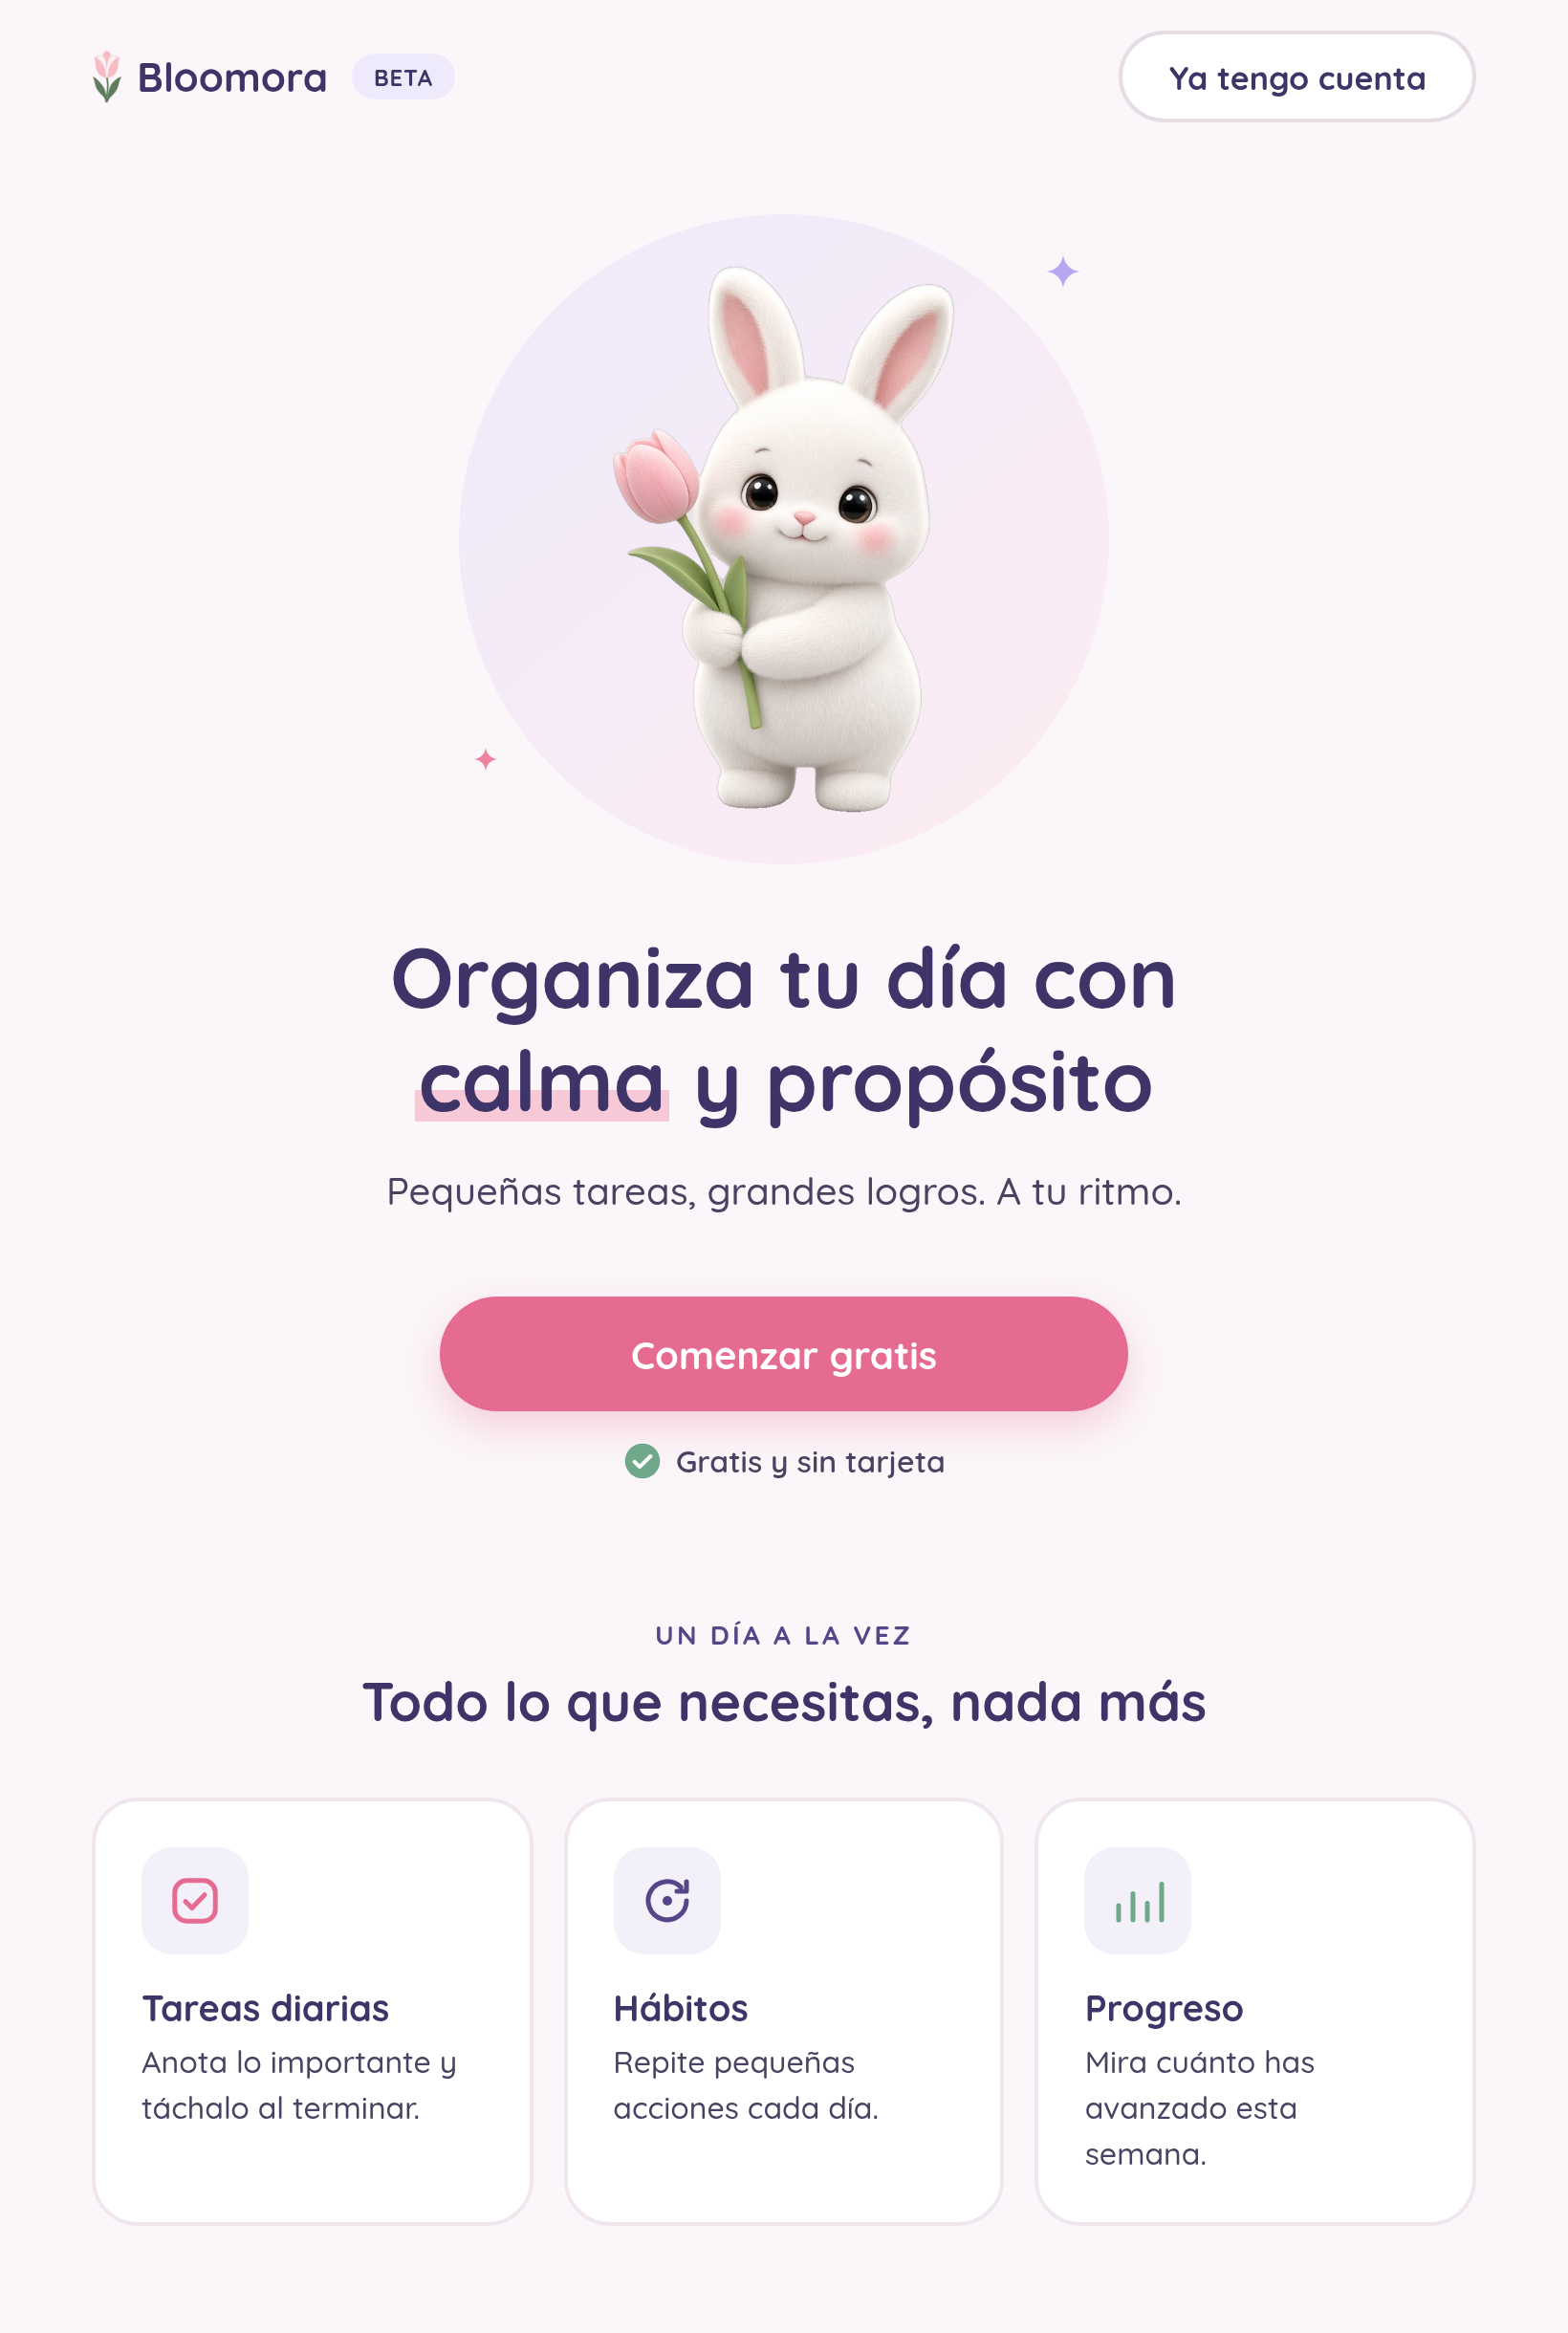 Bloomora
BETA
Ya tengo cuenta
Organiza tu día con
calma y propósito
Pequeñas tareas, grandes logros. A tu ritmo.
Comenzar gratis
Gratis y sin tarjeta
UN DÍA A LA VEZ
Todo lo que necesitas, nada más
Tareas diarias
Anota lo importante y
táchalo al terminar.
Hábitos
Repite pequeñas
acciones cada día.
Progreso
Mira cuánto has
avanzado esta
semana.